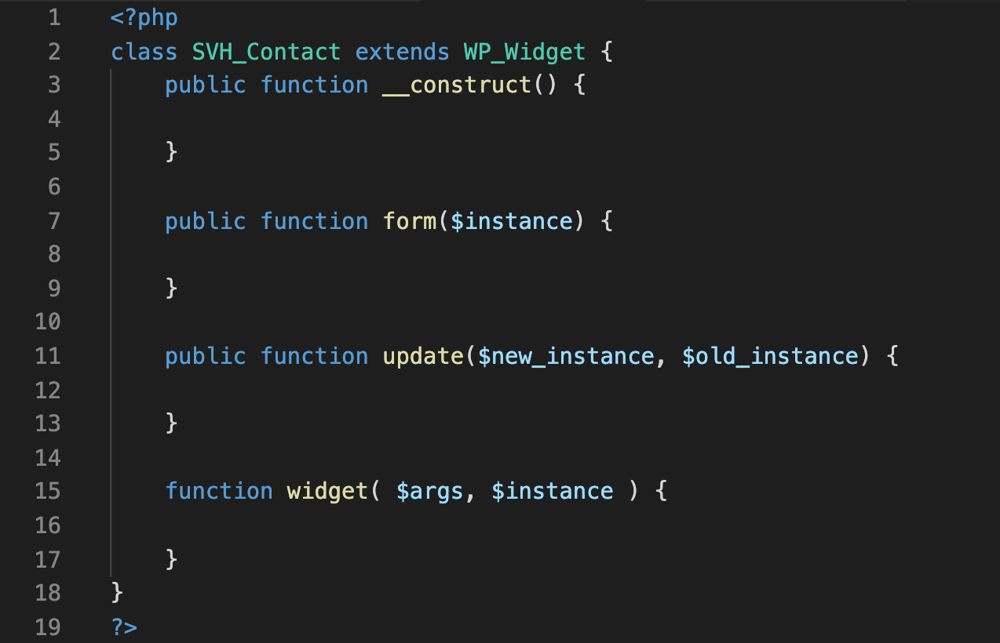 1 <?php
2 class SVH_Contact extends WP_Widget {
3     public function __construct() {
4
5     }
6
7     public function form($instance) {
8
9     }
10
11     public function update($new_instance, $old_instance) {
12
13     }
14
15     function widget( $args, $instance ) {
16
17     }
18 }
19 ?>